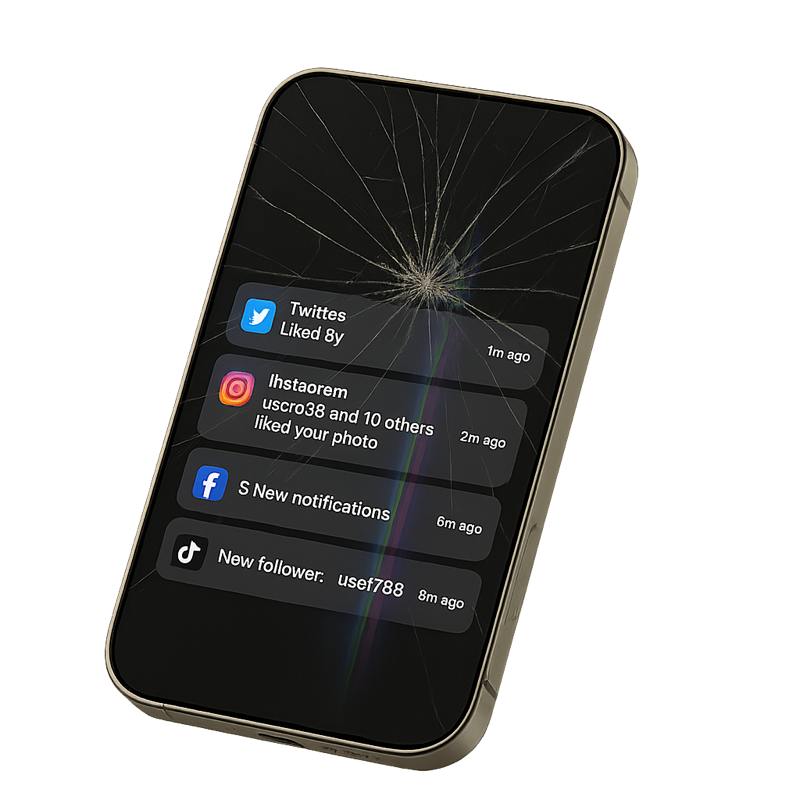 Twittes
Liked 8y
1m ago
Ihstaorem
uscro38 and 10 others
liked your photo
2m ago
S New notifications
6m ago
New follower: usef788
8m ago